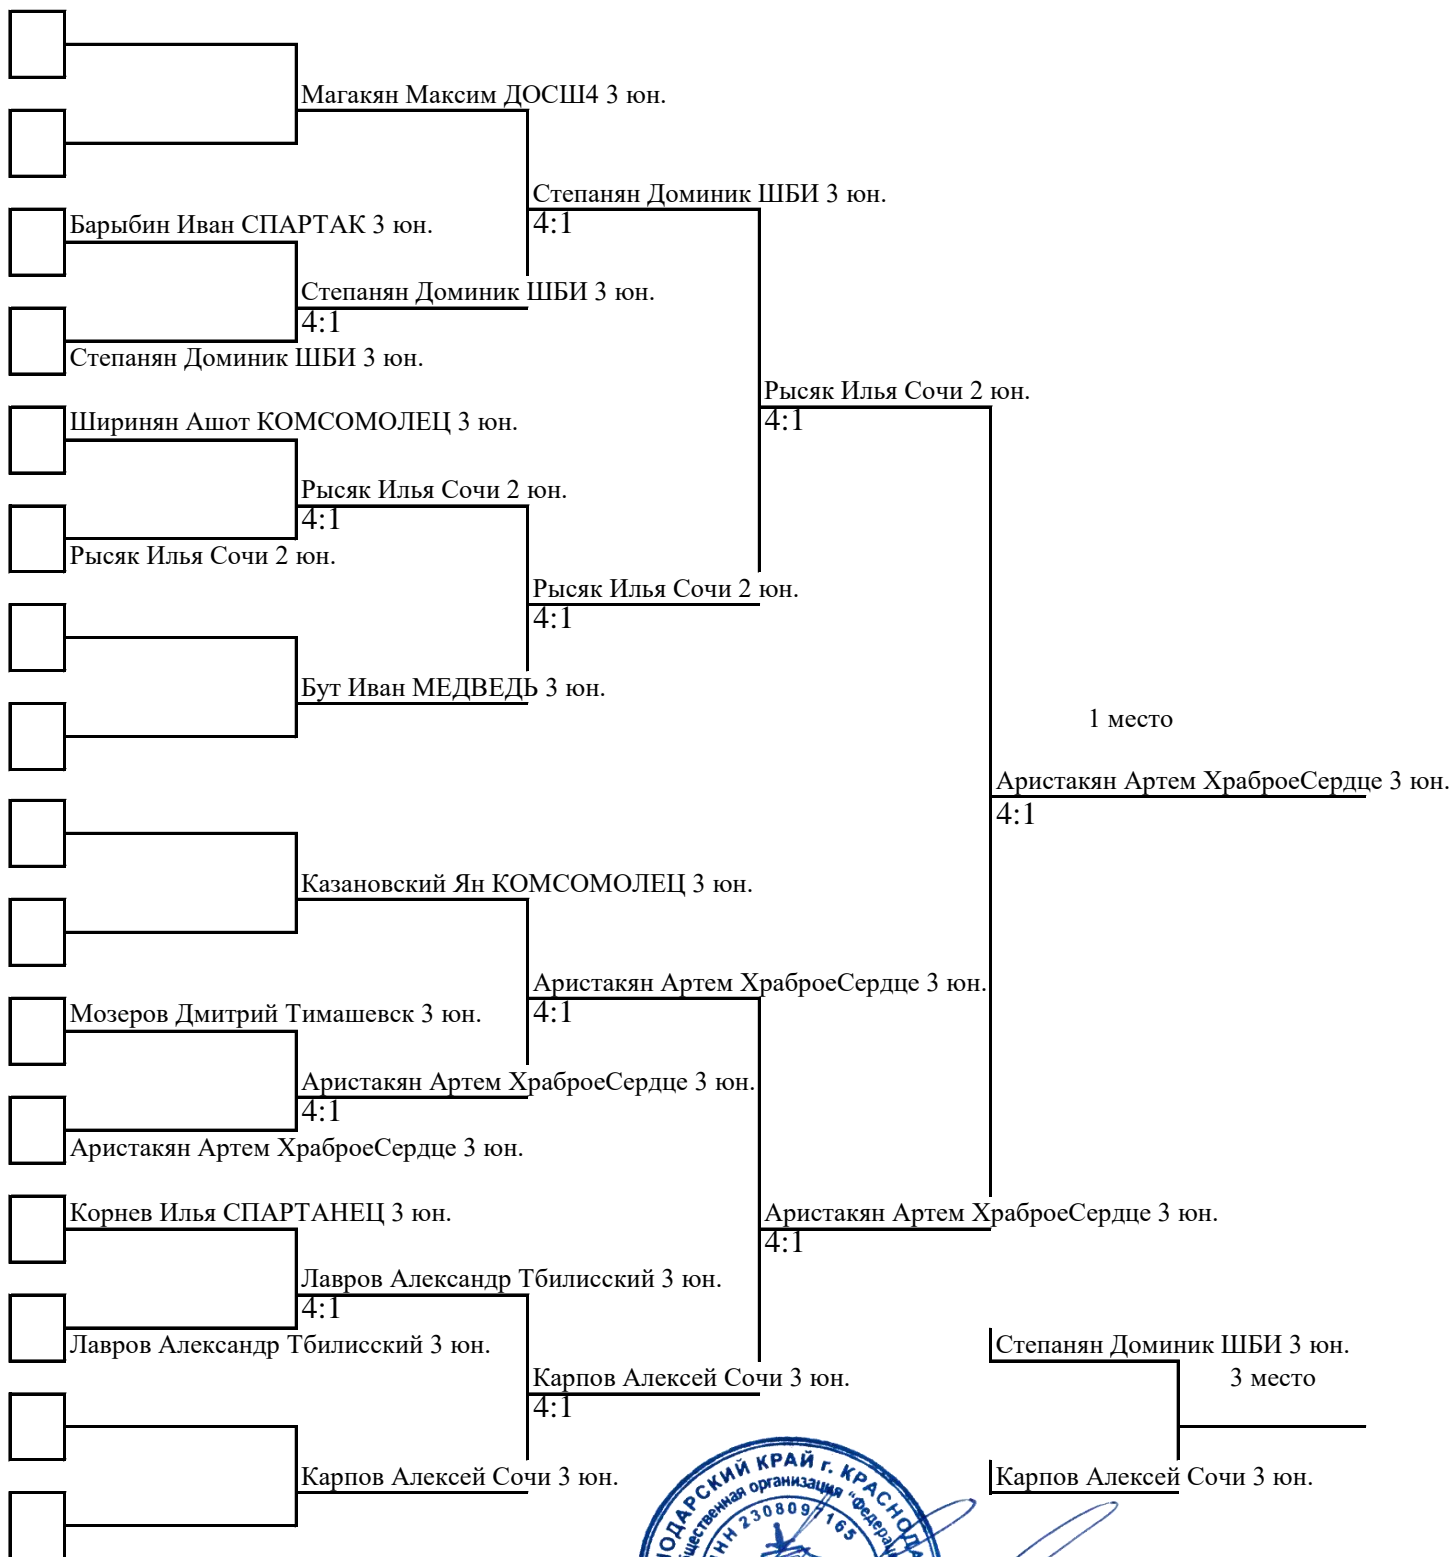 Магакян Максим ДОСШ4 3 юн.
Степанян Доминик ШБИ 3 юн.
4:1
Барыбин Иван СПАРТАК 3 юн.
Степанян Доминик ШБИ 3 юн.
4:1
Степанян Доминик ШБИ 3 юн.
Рысяк Илья Сочи 2 юн.
4:1
Ширинян Ашот КОМСОМОЛЕЦ 3 юн.
Рысяк Илья Сочи 2 юн.
4:1
Рысяк Илья Сочи 2 юн.
Рысяк Илья Сочи 2 юн.
4:1
Бут Иван МЕДВЕДЬ 3 юн.
1 место
Аристакян Артем ХраброеСердце 3 юн.
4:1
Казановский Ян КОМСОМОЛЕЦ 3 юн.
Аристакян Артем ХраброеСердце 3 юн.
4:1
Мозеров Дмитрий Тимашевск 3 юн.
Аристакян Артем ХраброеСердце 3 юн.
4:1
Аристакян Артем ХраброеСердце 3 юн.
Корнев Илья СПАРТАНЕЦ 3 юн.
Аристакян Артем ХраброеСердце 3 юн.
4:1
Лавров Александр Тбилисский 3 юн.
4:1
Лавров Александр Тбилисский 3 юн.
Степанян Доминик ШБИ 3 юн.
3 место
Карпов Алексей Сочи 3 юн.
4:1
Карпов Алексей Сочи 3 юн.
Карпов Алексей Сочи 3 юн.
КРАЙ г.
организация
2308097165